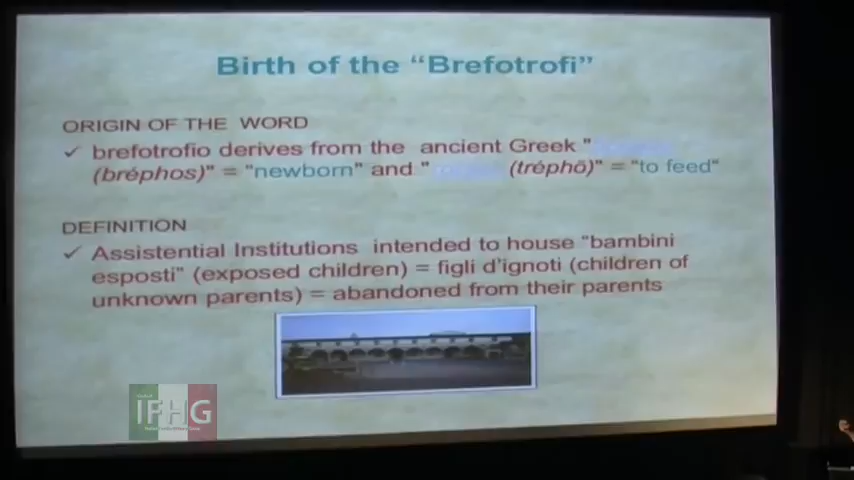 Birth of the “Brefotrofi”
ORIGIN OF THE WORD
✓ brefotrofio derives from the ancient Greek "
(bréphos)" = "newborn" and " (tréphō)" = "to feed"
DEFINITION
✓ Assistential Institutions intended to house "bambini
esposti" (exposed children) = figli d'ignoti (children of
unknown parents) = abandoned from their parents
IFHG